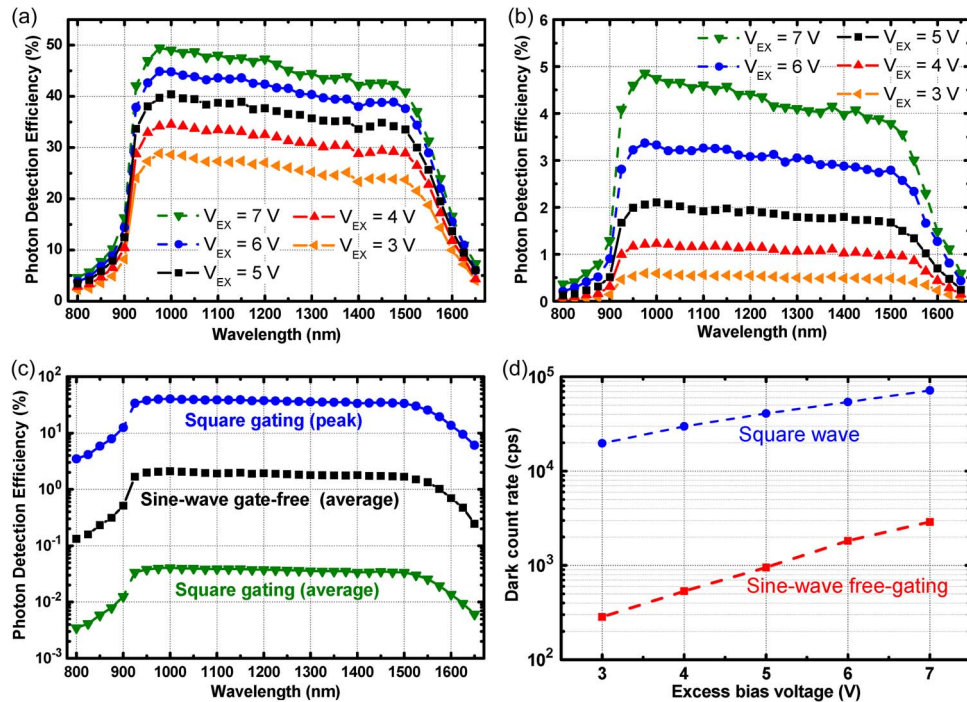 (a)
Photon Detection Efficiency (%)
60
50
40
30
20
10
0
V_EX = 7 V
V_EX = 6 V
V_EX = 5 V
V_EX = 4 V
V_EX = 3 V
800 900 1000 1100 1200 1300 1400 1500 1600
Wavelength (nm)
(b)
Photon Detection Efficiency (%)
6
5
4
3
2
1
0
V_EX = 7 V
V_EX = 6 V
V_EX = 5 V
V_EX = 4 V
V_EX = 3 V
800 900 1000 1100 1200 1300 1400 1500 1600
Wavelength (nm)
(c)
Photon Detection Efficiency (%)
10^2
10^1
10^0
10^-1
10^-2
10^-3
Square gating (peak)
Sine-wave gate-free (average)
Square gating (average)
800 900 1000 1100 1200 1300 1400 1500 1600
Wavelength (nm)
(d)
Dark count rate (cps)
10^5
10^4
10^3
10^2
Square wave
Sine-wave free-gating
3 4 5 6 7
Excess bias voltage (V)